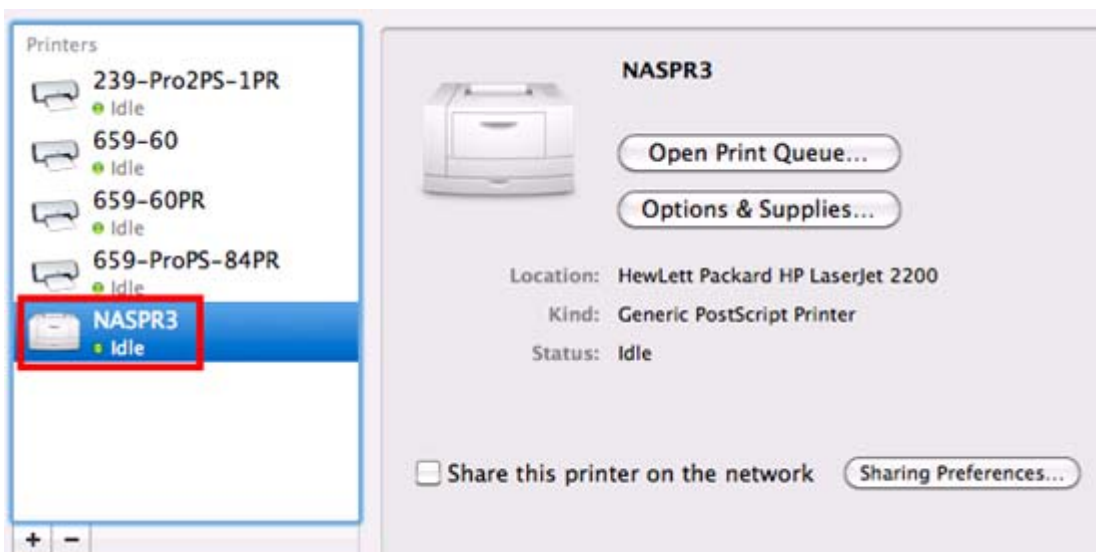 Printers
239-Pro2PS-1PR
Idle
659-60
Idle
659-60PR
Idle
659-ProPS-84PR
Idle
NASPR3
Idle
+ -
NASPR3
Open Print Queue...
Options & Supplies...
Location: HewLett Packard HP LaserJet 2200
Kind: Generic PostScript Printer
Status: Idle
Share this printer on the network
Sharing Preferences...